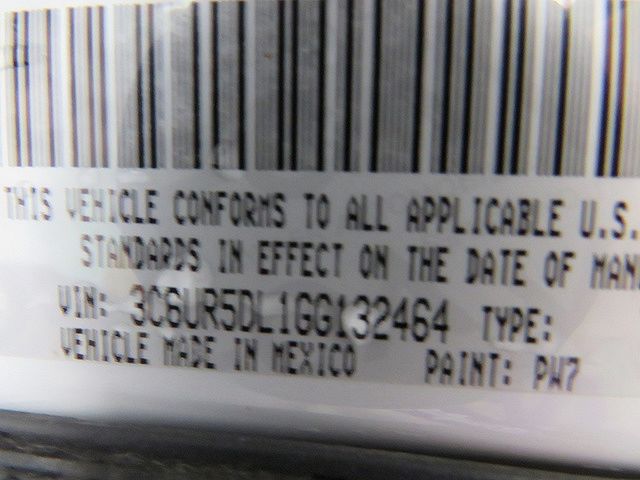 THIS VEHICLE CONFORMS TO ALL APPLICABLE U.S.
STANDARDS IN EFFECT ON THE DATE OF MAN
VIN: 3C6UR5DL1GG132464 TYPE:
VEHICLE MADE IN MEXICO PAINT: PW7